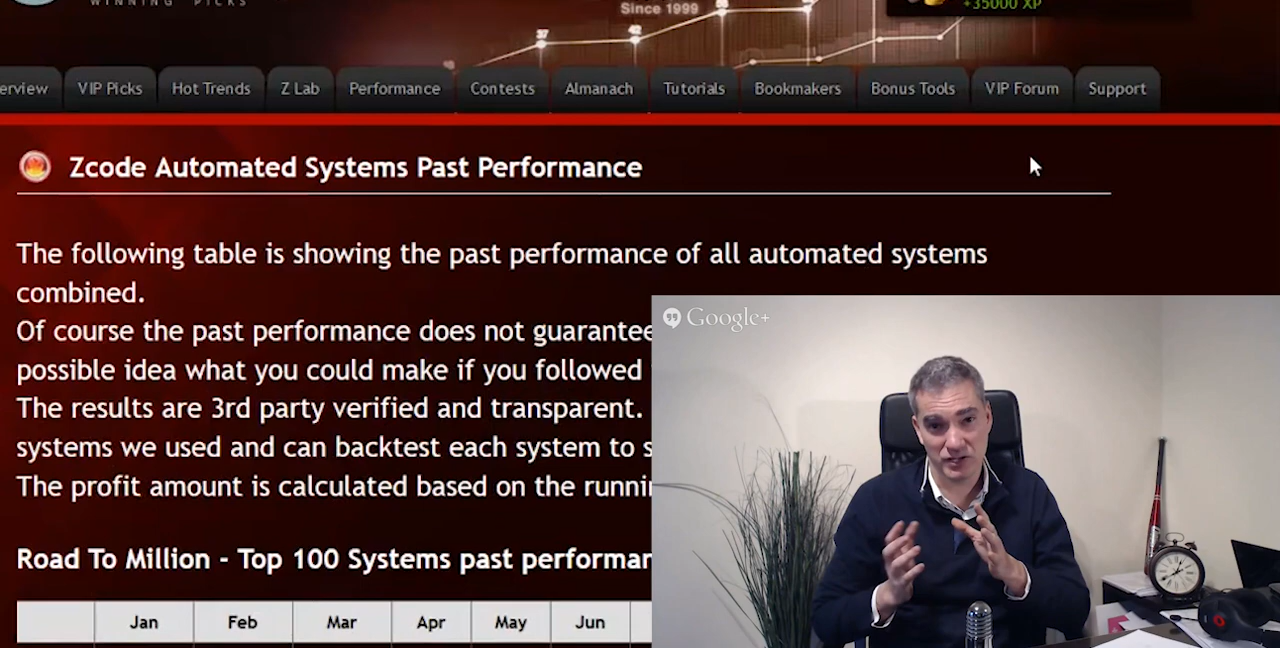 WINNING PICKS
Since 1999
+35000 XP
37
42
erview
VIP Picks
Hot Trends
Z Lab
Performance
Contests
Almanach
Tutorials
Bookmakers
Bonus Tools
VIP Forum
Support
Zcode Automated Systems Past Performance
The following table is showing the past performance of all automated systems
combined.
Of course the past performance does not guarantee
possible idea what you could make if you followed
The results are 3rd party verified and transparent.
systems we used and can backtest each system to s
The profit amount is calculated based on the runni
Road To Million - Top 100 Systems past performan
Jan Feb Mar Apr May Jun
Google+